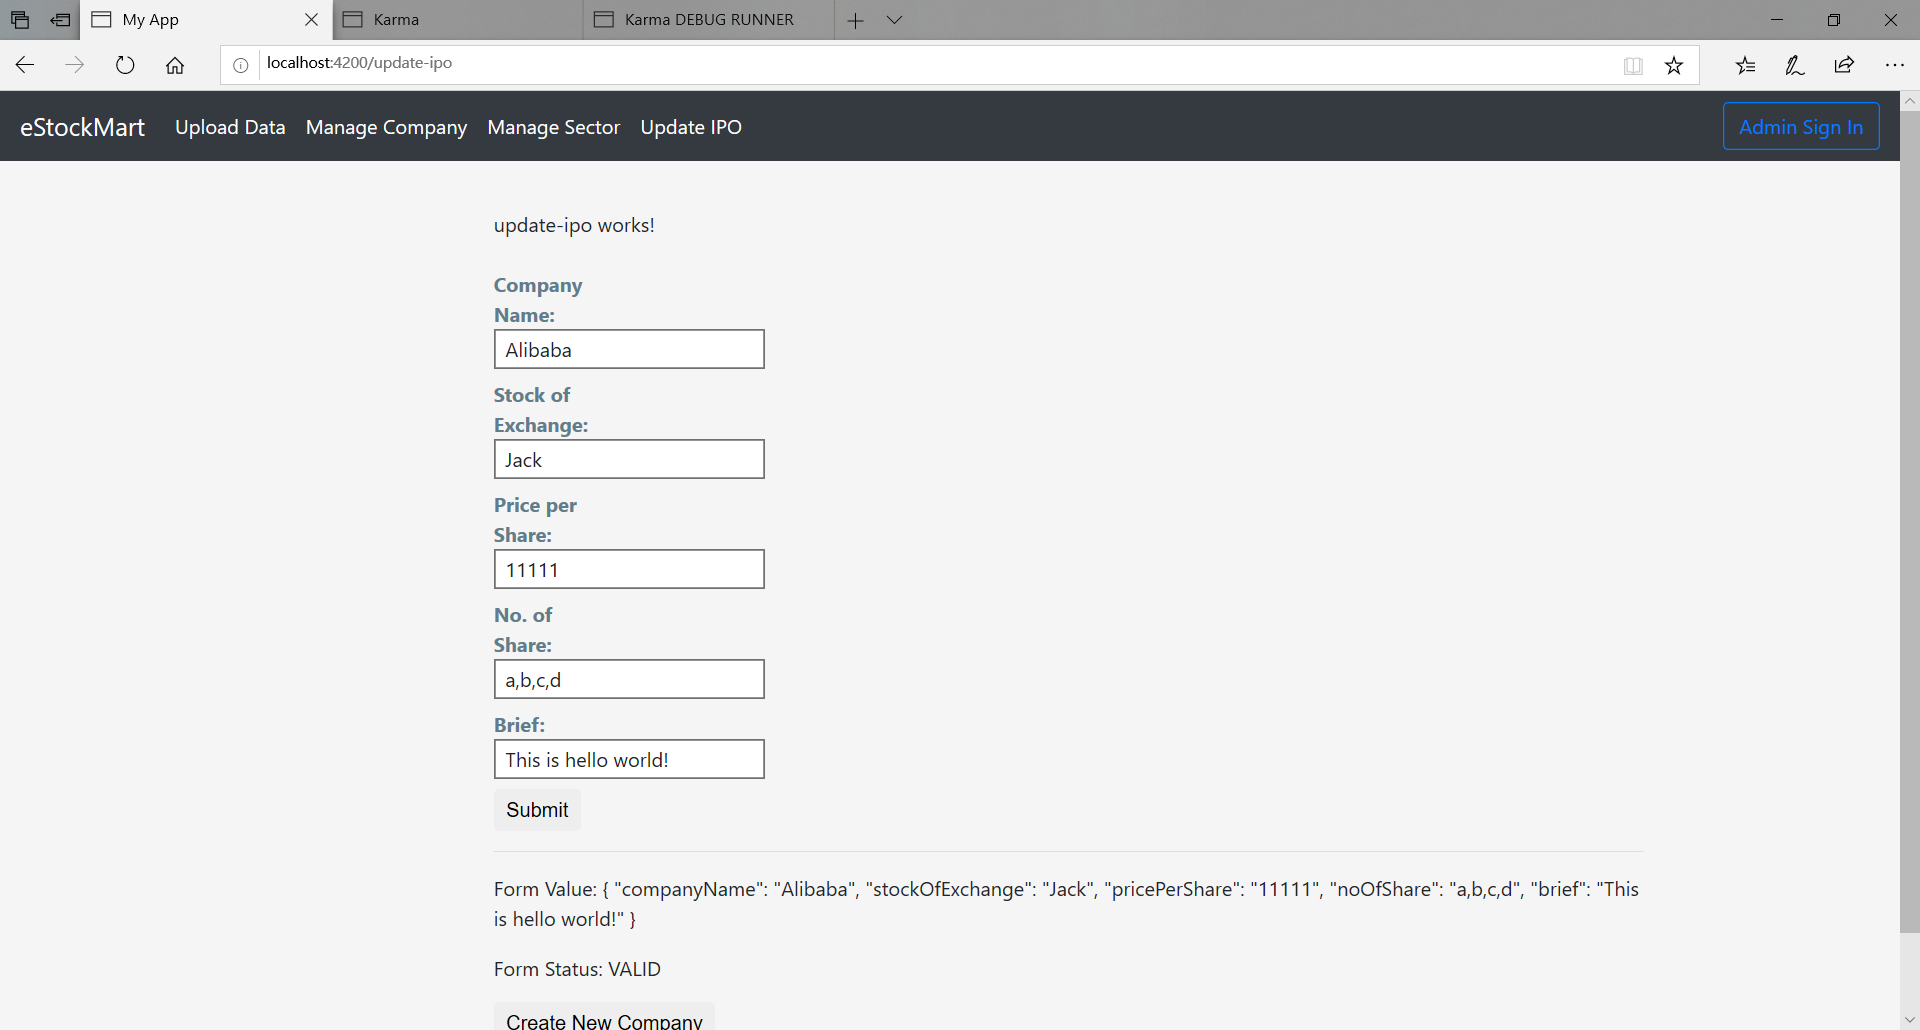 My App
Karma
Karma DEBUG RUNNER
localhost:4200/update-ipo
eStockMart
Upload Data
Manage Company
Manage Sector
Update IPO
Admin Sign In
update-ipo works!
Company
Name:
Alibaba
Stock of
Exchange:
Jack
Price per
Share:
11111
No. of
Share:
a,b,c,d
Brief:
This is hello world!
Submit
Form Value: { "companyName": "Alibaba", "stockOfExchange": "Jack", "pricePerShare": "11111", "noOfShare": "a,b,c,d", "brief": "This
is hello world!" }
Form Status: VALID
Create New Company